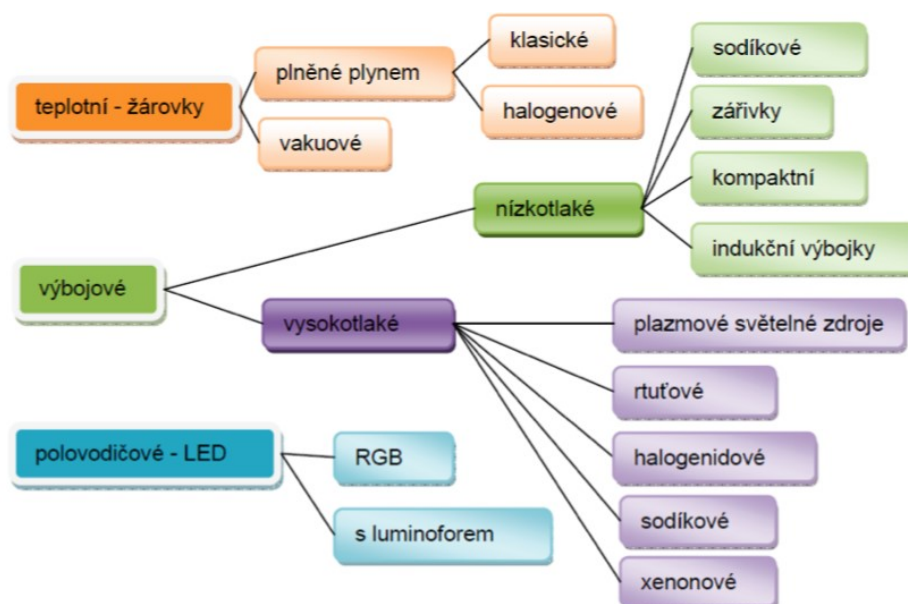 teplotní - žárovky
plněné plynem
klasické
halogenové
vakuové
výbojové
nízkotlaké
sodíkové
zářivky
kompaktní
indukční výbojky
vysokotlaké
plazmové světelné zdroje
rtuťové
halogenidové
sodíkové
xenonové
polovodičové - LED
RGB
s luminoforem